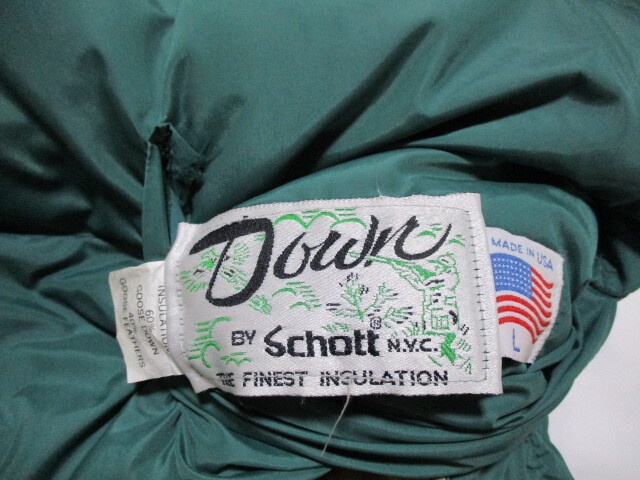 Down
BY Schott® N.Y.C.
THE FINEST INSULATION
MADE IN USA
L
INSULATION
60
GOOSE DOWN
40
GOOSE FEATHERS